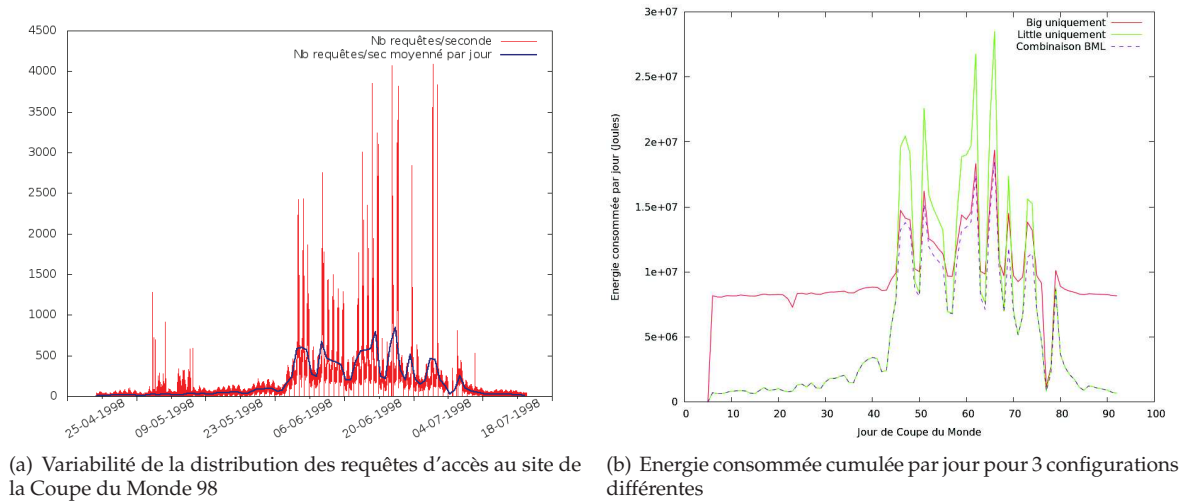 4500
4000
3500
3000
2500
2000
1500
1000
500
0
Nb requêtes/seconde
Nb requêtes/sec moyenné par jour
25-04-1998
09-05-1998
23-05-1998
06-06-1998
20-06-1998
04-07-1998
18-07-1998
(a) Variabilité de la distribution des requêtes d'accès au site de
la Coupe du Monde 98
3e+07
2.5e+07
2e+07
1.5e+07
1e+07
5e+06
0
Energie consommée par jour (Joules)
Big uniquement
Little uniquement
Combinaison BML
0 10 20 30 40 50 60 70 80 90 100
Jour de Coupe du Monde
(b) Energie consommée cumulée par jour pour 3 configurations
différentes